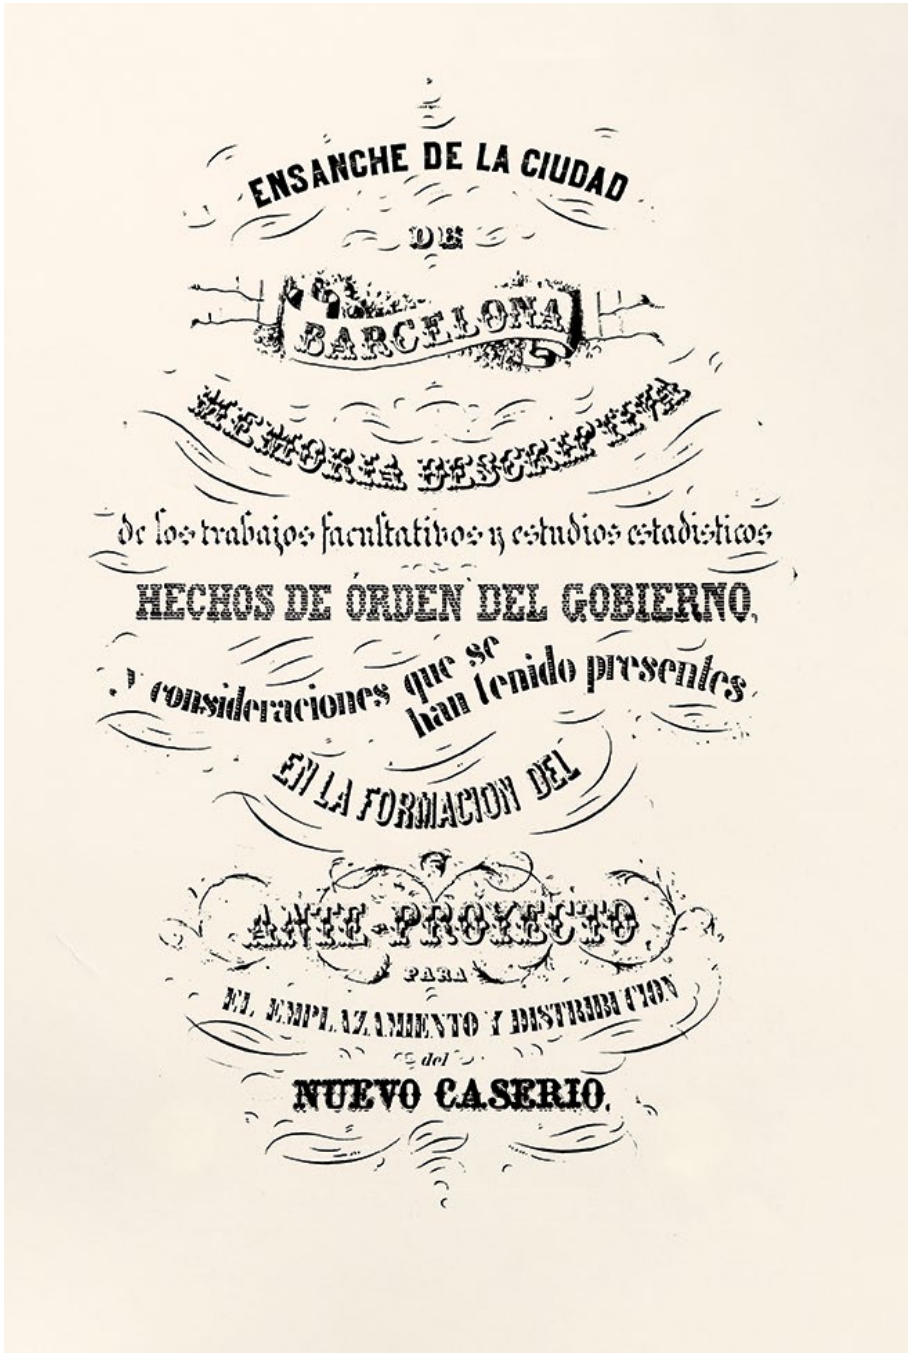 ENSANCHE DE LA CIUDAD
DE
BARCELONA
MEMORIA DESCRIPTIVA
de los trabajos facultativos y estudios estadisticos
HECHOS DE ÓRDEN DEL GOBIERNO,
y consideraciones que se han tenido presentes
EN LA FORMACION DEL
ANTE-PROYECTO
PARA
EL EMPLAZAMIENTO Y DISTRIBUCION
del
NUEVO CASERIO.